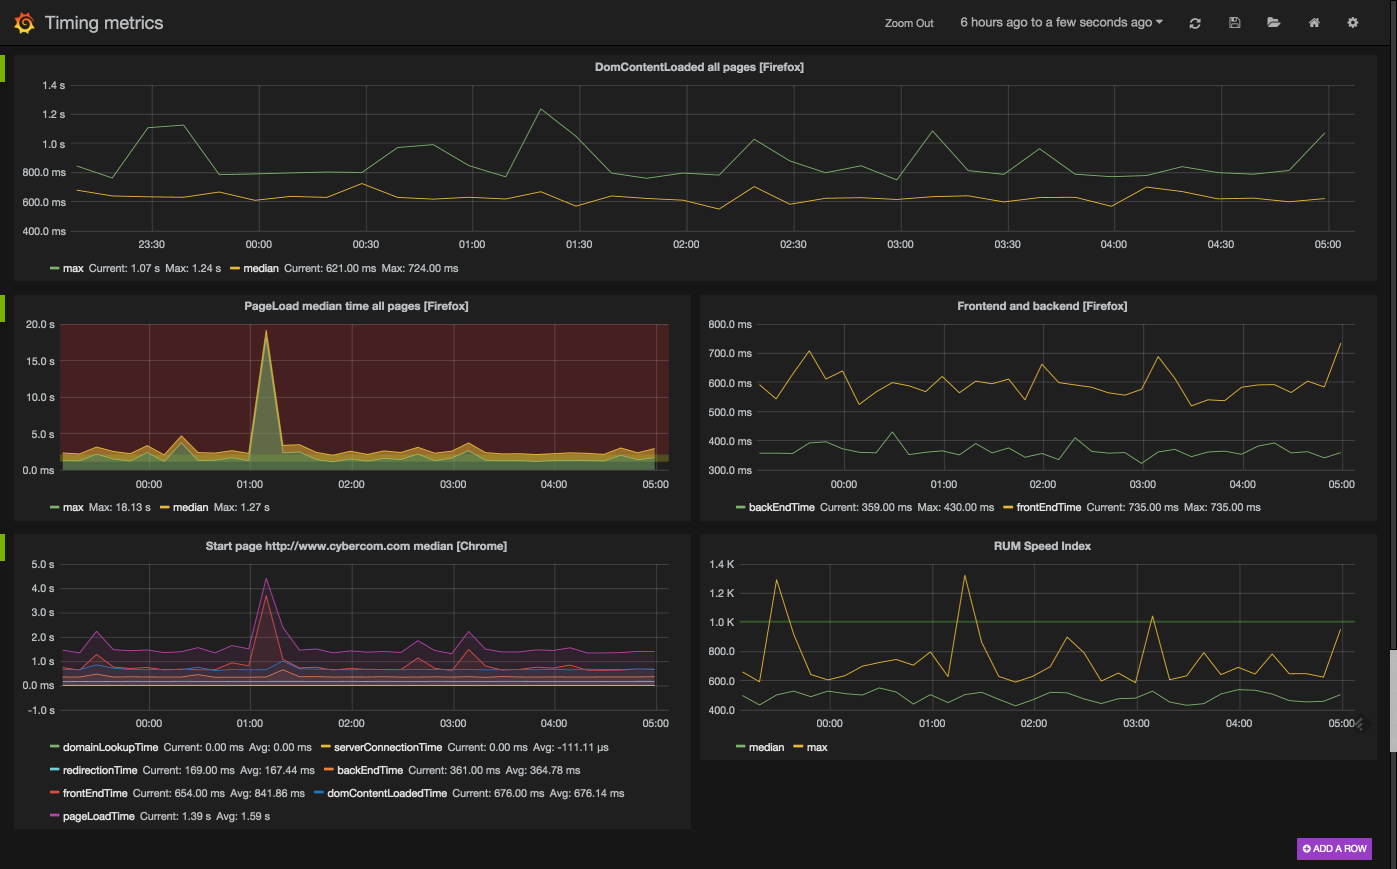 Timing metrics
Zoom Out 6 hours ago to a few seconds ago
DomContentLoaded all pages [Firefox]
1.4 s
1.2 s
1.0 s
800.0 ms
600.0 ms
400.0 ms
23:30 00:00 00:30 01:00 01:30 02:00 02:30 03:00 03:30 04:00 04:30 05:00
max Current: 1.07 s Max: 1.24 s median Current: 621.00 ms Max: 724.00 ms
PageLoad median time all pages [Firefox]
20.0 s
15.0 s
10.0 s
5.0 s
0.0 ms
00:00 01:00 02:00 03:00 04:00 05:00
max Max: 18.13 s median Max: 1.27 s
Frontend and backend [Firefox]
800.0 ms
700.0 ms
600.0 ms
500.0 ms
400.0 ms
300.0 ms
00:00 01:00 02:00 03:00 04:00 05:00
backEndTime Current: 359.00 ms Max: 430.00 ms frontEndTime Current: 735.00 ms Max: 735.00 ms
Start page http://www.cybercom.com median [Chrome]
5.0 s
4.0 s
3.0 s
2.0 s
1.0 s
0.0 ms
-1.0 s
00:00 01:00 02:00 03:00 04:00 05:00
domainLookupTime Current: 0.00 ms Avg: 0.00 ms serverConnectionTime Current: 0.00 ms Avg: -111.11 µs
redirectionTime Current: 169.00 ms Avg: 167.44 ms backEndTime Current: 361.00 ms Avg: 364.78 ms
frontEndTime Current: 654.00 ms Avg: 841.86 ms domContentLoadedTime Current: 676.00 ms Avg: 676.14 ms
pageLoadTime Current: 1.39 s Avg: 1.59 s
RUM Speed Index
1.4 K
1.2 K
1.0 K
800.0
600.0
400.0
00:00 01:00 02:00 03:00 04:00 05:00
median max
ADD A ROW